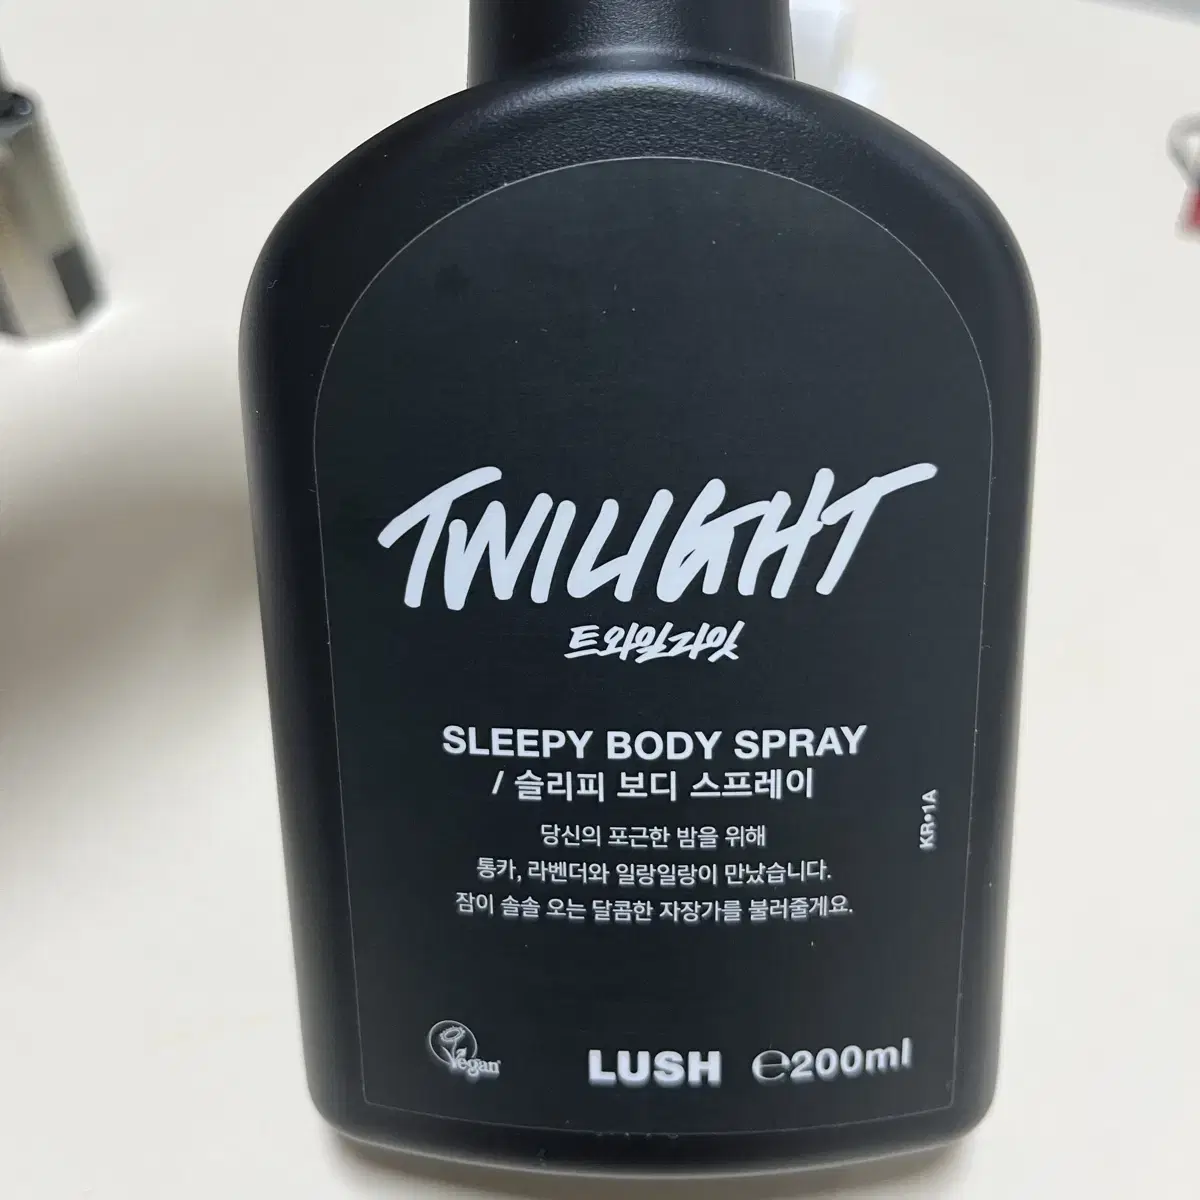 TWILIGHT
트와일라잇
SLEEPY BODY SPRAY
/ 슬리피 보디 스프레이
당신의 포근한 밤을 위해
통카, 라벤더와 일랑일랑이 만났습니다.
잠이 솔솔 오는 달콤한 자장가를 불러줄게요.
KR•1A
Vegan
LUSH ℮200ml